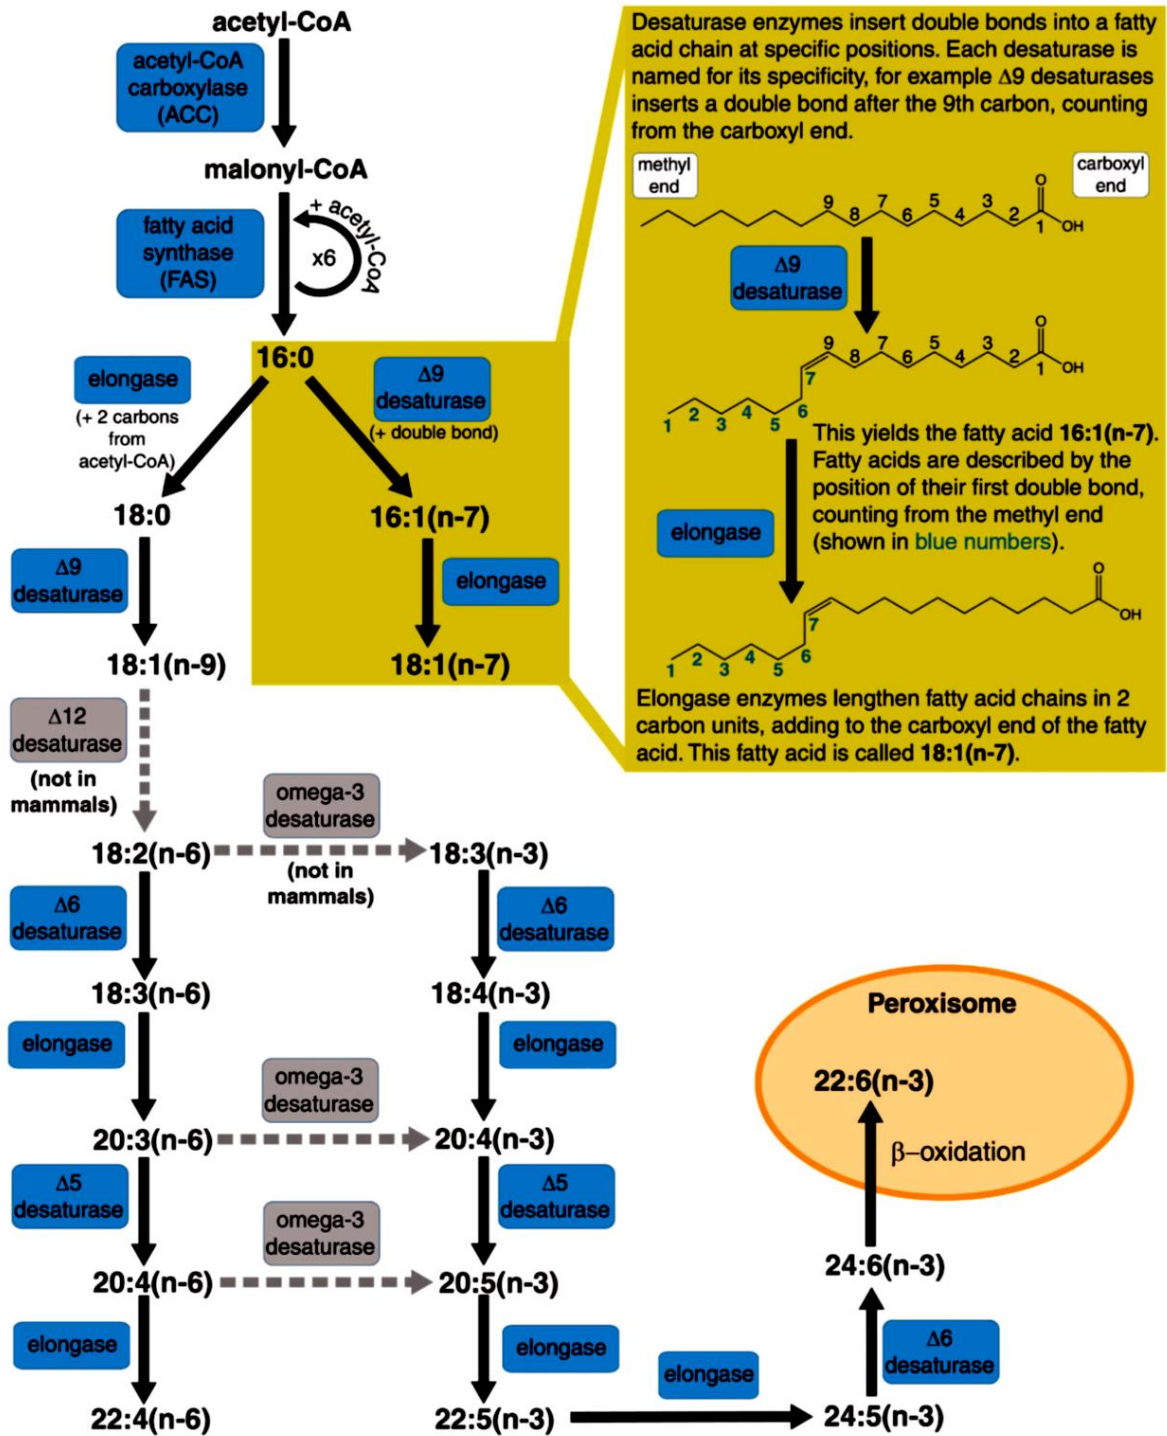 acetyl-CoA
acetyl-CoA
carboxylase
(ACC)
malonyl-CoA
fatty acid
synthase
(FAS)
+ acetyl-CoA
x6
16:0
elongase
(+ 2 carbons
from
acetyl-CoA)
Δ9
desaturase
(+ double bond)
18:0
16:1(n-7)
Δ9
desaturase
elongase
18:1(n-9)
18:1(n-7)
Δ12
desaturase
(not in
mammals)
omega-3
desaturase
18:2(n-6)
(not in
mammals)
18:3(n-3)
Δ6
desaturase
Δ6
desaturase
18:3(n-6)
18:4(n-3)
elongase
elongase
omega-3
desaturase
20:3(n-6)
20:4(n-3)
Δ5
desaturase
Δ5
desaturase
omega-3
desaturase
20:4(n-6)
20:5(n-3)
elongase
elongase
22:4(n-6)
22:5(n-3)
elongase
24:5(n-3)
Δ6
desaturase
24:6(n-3)
β–oxidation
22:6(n-3)
Peroxisome
Desaturase enzymes insert double bonds into a fatty
acid chain at specific positions. Each desaturase is
named for its specificity, for example Δ9 desaturases
inserts a double bond after the 9th carbon, counting
from the carboxyl end.
methyl
end
carboxyl
end
9 8 7 6 5 4 3 2 1
O
OH
Δ9
desaturase
9 8 7 6 5 4 3 2 1
O
OH
1 2 3 4 5 6 7
This yields the fatty acid 16:1(n-7).
Fatty acids are described by the
position of their first double bond,
counting from the methyl end
(shown in blue numbers).
elongase
O
OH
1 2 3 4 5 6 7
Elongase enzymes lengthen fatty acid chains in 2
carbon units, adding to the carboxyl end of the fatty
acid. This fatty acid is called 18:1(n-7).